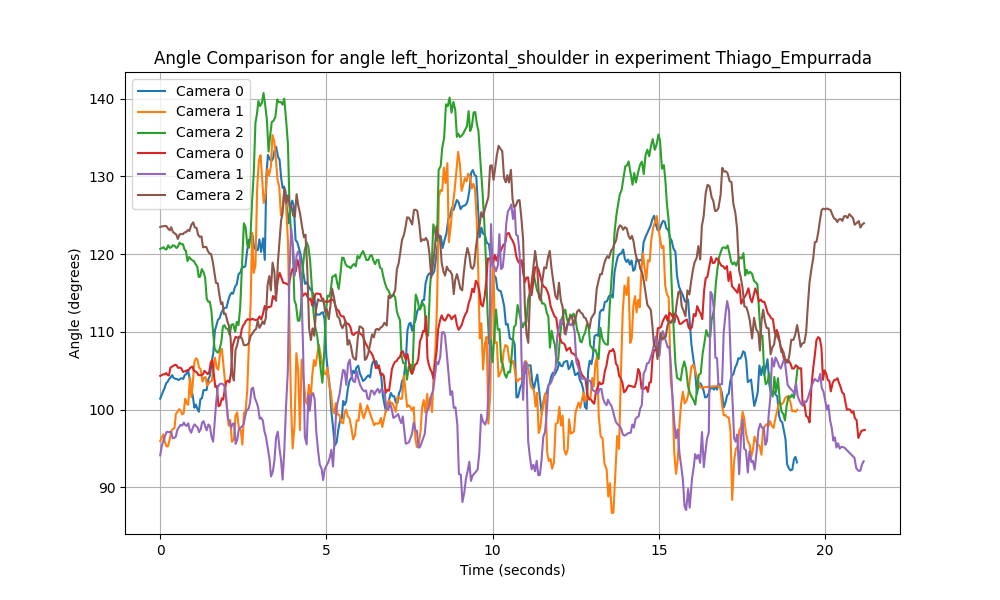 Angle Comparison for angle left_horizontal_shoulder in experiment Thiago_Empurrada
Camera 0
Camera 1
Camera 2
Camera 0
Camera 1
Camera 2
Angle (degrees)
140
130
120
110
100
90
0 5 10 15 20
Time (seconds)